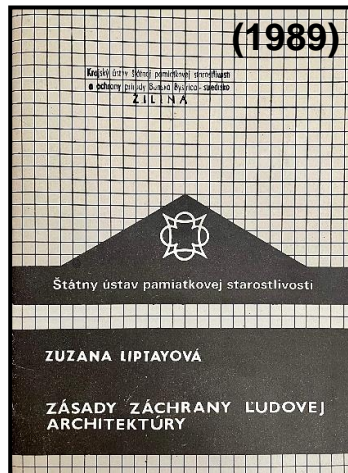 (1989)
Krajský ústav štátnej pamiatkovej starostlivosti
a ochrany prírody Banská Bystrica - stredisko
ŽILINA
Štátny ústav pamiatkovej starostlivosti
ZUZANA LIPTAYOVÁ
ZÁSADY ZÁCHRANY ĽUDOVEJ
ARCHITEKTÚRY